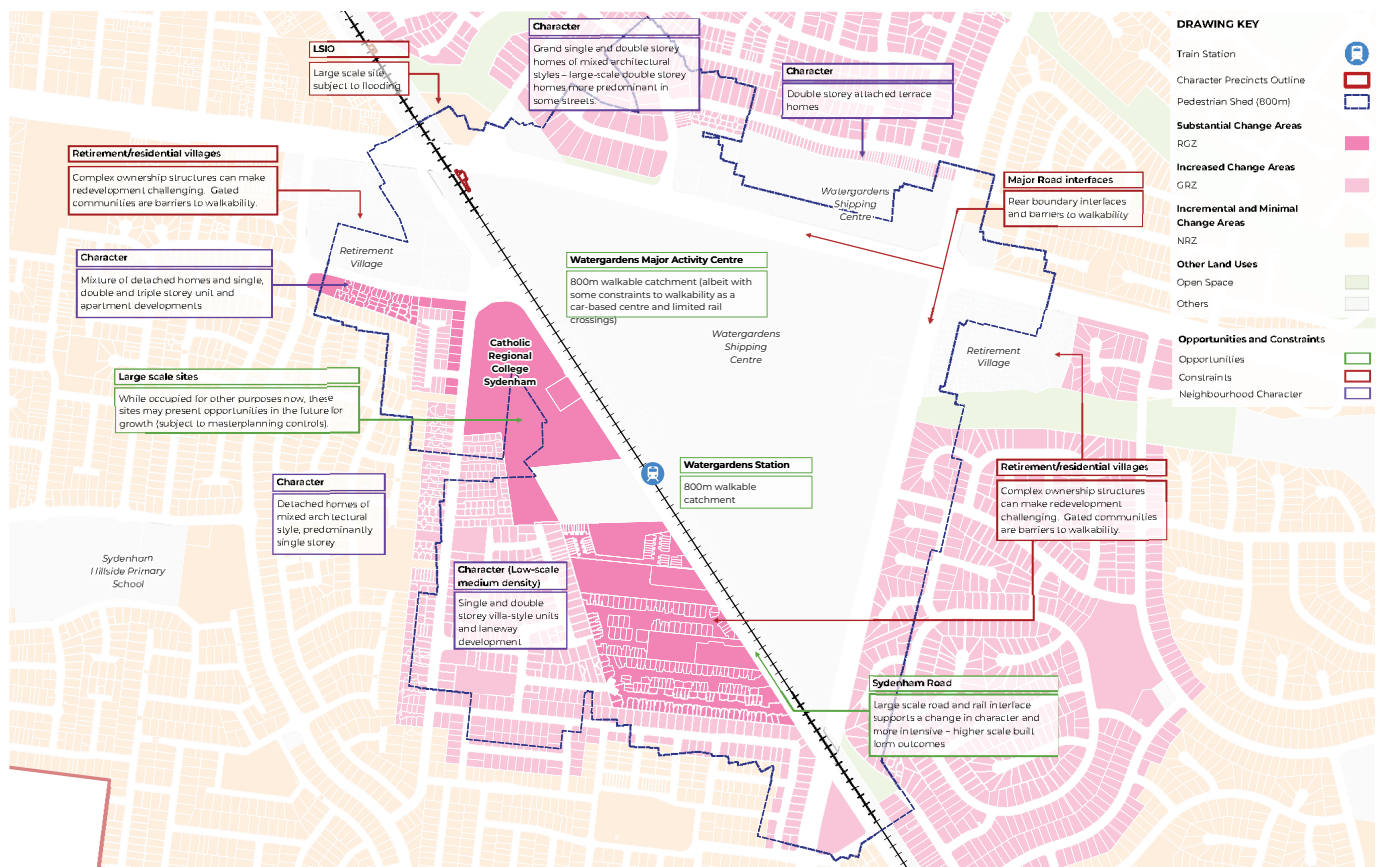 LSIO
Large scale site
subject to flooding.
Character
Grand single and double storey
homes of mixed architectural
styles – large-scale double storey
homes more predominant in
some streets.
Character
Double storey attached terrace
homes
Retirement/residential villages
Complex ownership structures can make
redevelopment challenging. Gated
communities are barriers to walkability.
Character
Mixture of detached homes and single,
double and triple storey unit and
apartment developments
Retirement
Village
Watergardens
Shipping
Centre
Major Road interfaces
Rear boundary interfaces
and barriers to walkability
Watergardens Major Activity Centre
800m walkable catchment (albeit with
some constraints to walkability as a
car-based centre and limited rail
crossings)
Watergardens
Shipping
Centre
Retirement
Village
Catholic
Regional
College
Sydenham
Large scale sites
While occupied for other purposes now, these
sites may present opportunities in the future for
growth (subject to masterplanning controls).
Character
Detached homes of
mixed architectural
style, predominantly
single storey
Watergardens Station
800m walkable
catchment
Retirement/residential villages
Complex ownership structures
can make redevelopment
challenging. Gated communities
are barriers to walkability.
Sydenham
Hillside Primary
School
Character (Low-scale
medium density)
Single and double
storey villa-style units
and laneway
development
Sydenham Road
Large scale road and rail interface
supports a change in character and
more intensive – higher scale built
form outcomes
DRAWING KEY
Train Station
Character Precincts Outline
Pedestrian Shed (800m)
Substantial Change Areas
RGZ
Increased Change Areas
GRZ
Incremental and Minimal
Change Areas
NRZ
Other Land Uses
Open Space
Others
Opportunities and Constraints
Opportunities
Constraints
Neighbourhood Character